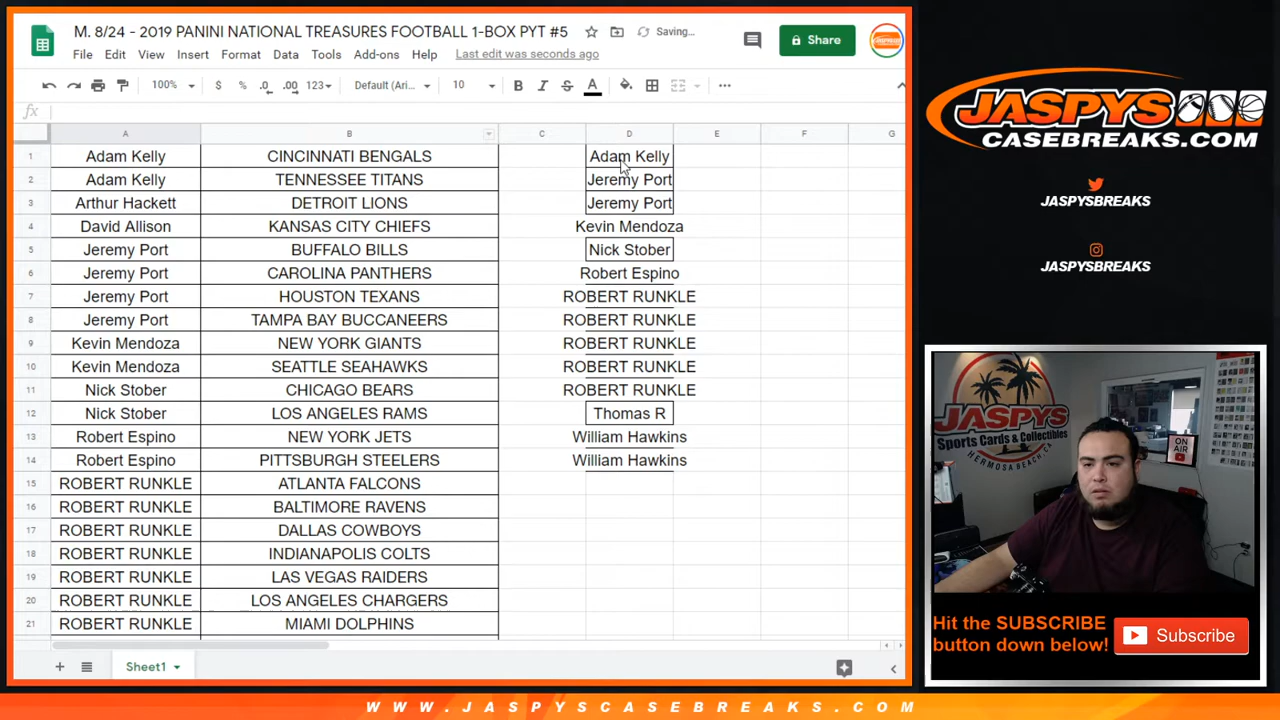 M. 8/24 - 2019 PANINI NATIONAL TREASURES FOOTBALL 1-BOX PYT #5 Saving...
File Edit View Insert Format Data Tools Add-ons Help Last edit was seconds ago
Share
100% $ % .0 .00 123 Default (Ari... 10 B I S A ...
fx
A B C D E F G
1 Adam Kelly CINCINNATI BENGALS Adam Kelly
2 Adam Kelly TENNESSEE TITANS Jeremy Port
3 Arthur Hackett DETROIT LIONS Jeremy Port
4 David Allison KANSAS CITY CHIEFS Kevin Mendoza
5 Jeremy Port BUFFALO BILLS Nick Stober
6 Jeremy Port CAROLINA PANTHERS Robert Espino
7 Jeremy Port HOUSTON TEXANS ROBERT RUNKLE
8 Jeremy Port TAMPA BAY BUCCANEERS ROBERT RUNKLE
9 Kevin Mendoza NEW YORK GIANTS ROBERT RUNKLE
10 Kevin Mendoza SEATTLE SEAHAWKS ROBERT RUNKLE
11 Nick Stober CHICAGO BEARS ROBERT RUNKLE
12 Nick Stober LOS ANGELES RAMS Thomas R
13 Robert Espino NEW YORK JETS William Hawkins
14 Robert Espino PITTSBURGH STEELERS William Hawkins
15 ROBERT RUNKLE ATLANTA FALCONS
16 ROBERT RUNKLE BALTIMORE RAVENS
17 ROBERT RUNKLE DALLAS COWBOYS
18 ROBERT RUNKLE INDIANAPOLIS COLTS
19 ROBERT RUNKLE LAS VEGAS RAIDERS
20 ROBERT RUNKLE LOS ANGELES CHARGERS
21 ROBERT RUNKLE MIAMI DOLPHINS
Sheet1
JASPYS
CASEBREAKS.COM
JASPYSBREAKS
JASPYSBREAKS
JASPYS
Sports Cards & Collectibles
HERMOSA BEACH, CA
ON AIR
Hit the SUBSCRIBE
button down below!
Subscribe
WWW.JASPYSCASEBREAKS.COM